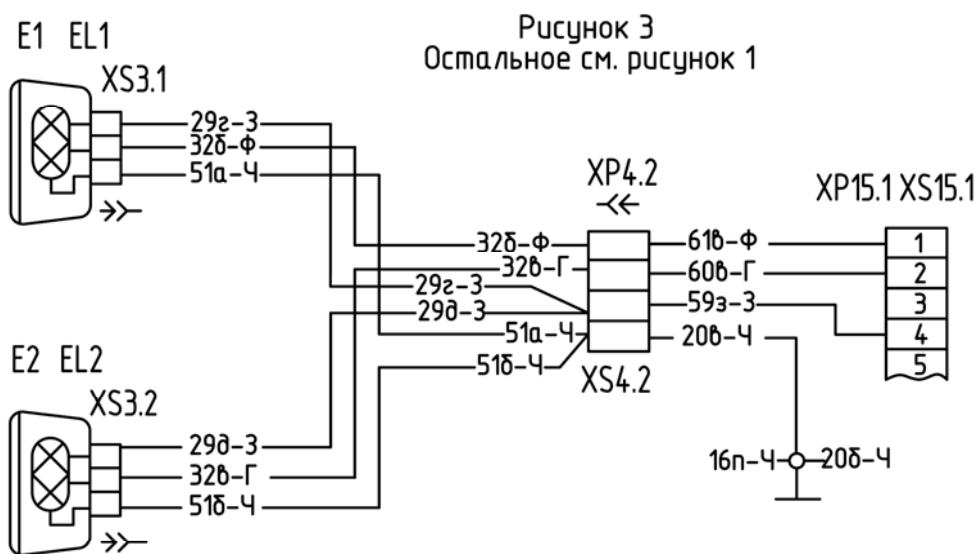 Рисунок 3
Остальное см. рисунок 1
E1 EL1
XS3.1
29г-З
32б-Ф
51а-Ч
XP4.2
XP15.1 XS15.1
32б-Ф
61в-Ф
1
32в-Г
60в-Г
2
29г-З
59з-З
3
29д-З
51а-Ч
20в-Ч
4
51б-Ч
5
E2 EL2
XS4.2
XS3.2
29д-З
32в-Г
16п-Ч
20б-Ч
51б-Ч